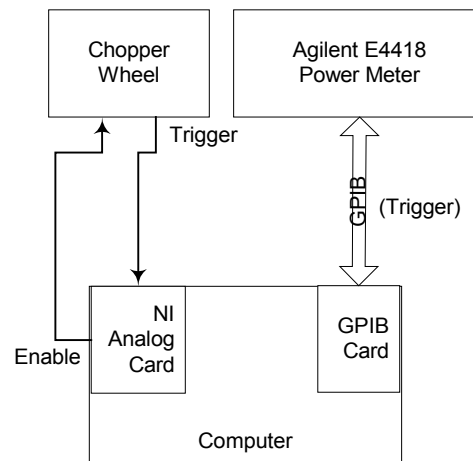 Chopper
Wheel
Agilent E4418
Power Meter
Trigger
GPIB
(Trigger)
NI
Analog
Card
GPIB
Card
Enable
Computer